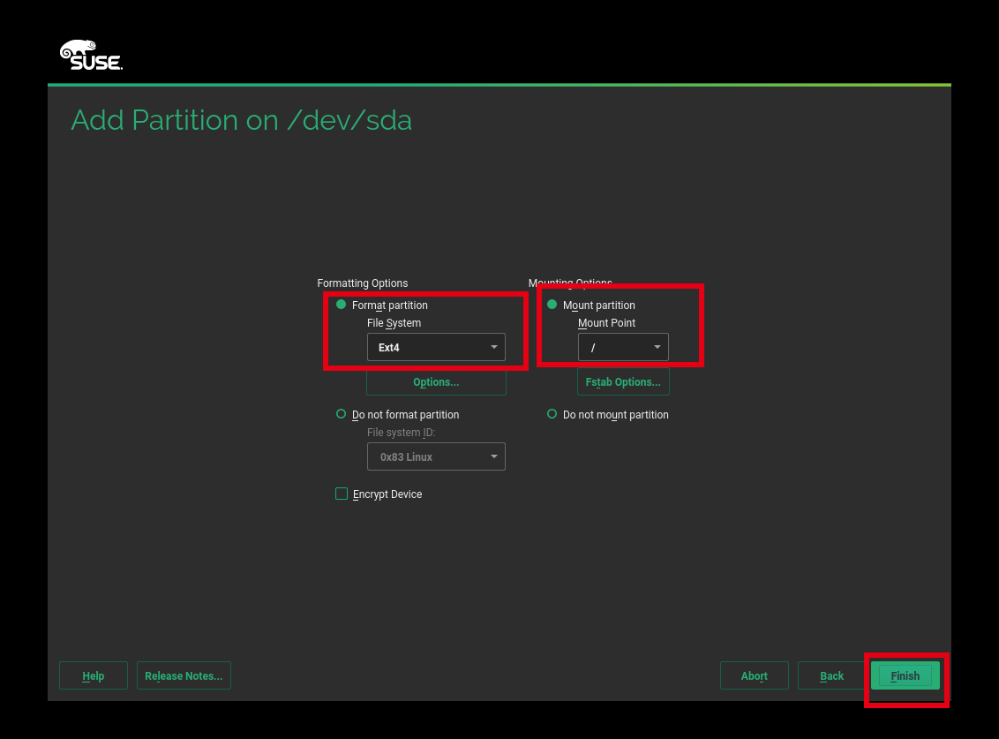 SUSE.
Add Partition on /dev/sda
Formatting Options
Format partition
File System
Ext4
Options...
Do not format partition
File system ID:
0x83 Linux
Encrypt Device
Mounting Options
Mount partition
Mount Point
/
Fstab Options...
Do not mount partition
Help
Release Notes...
Abort
Back
Finish